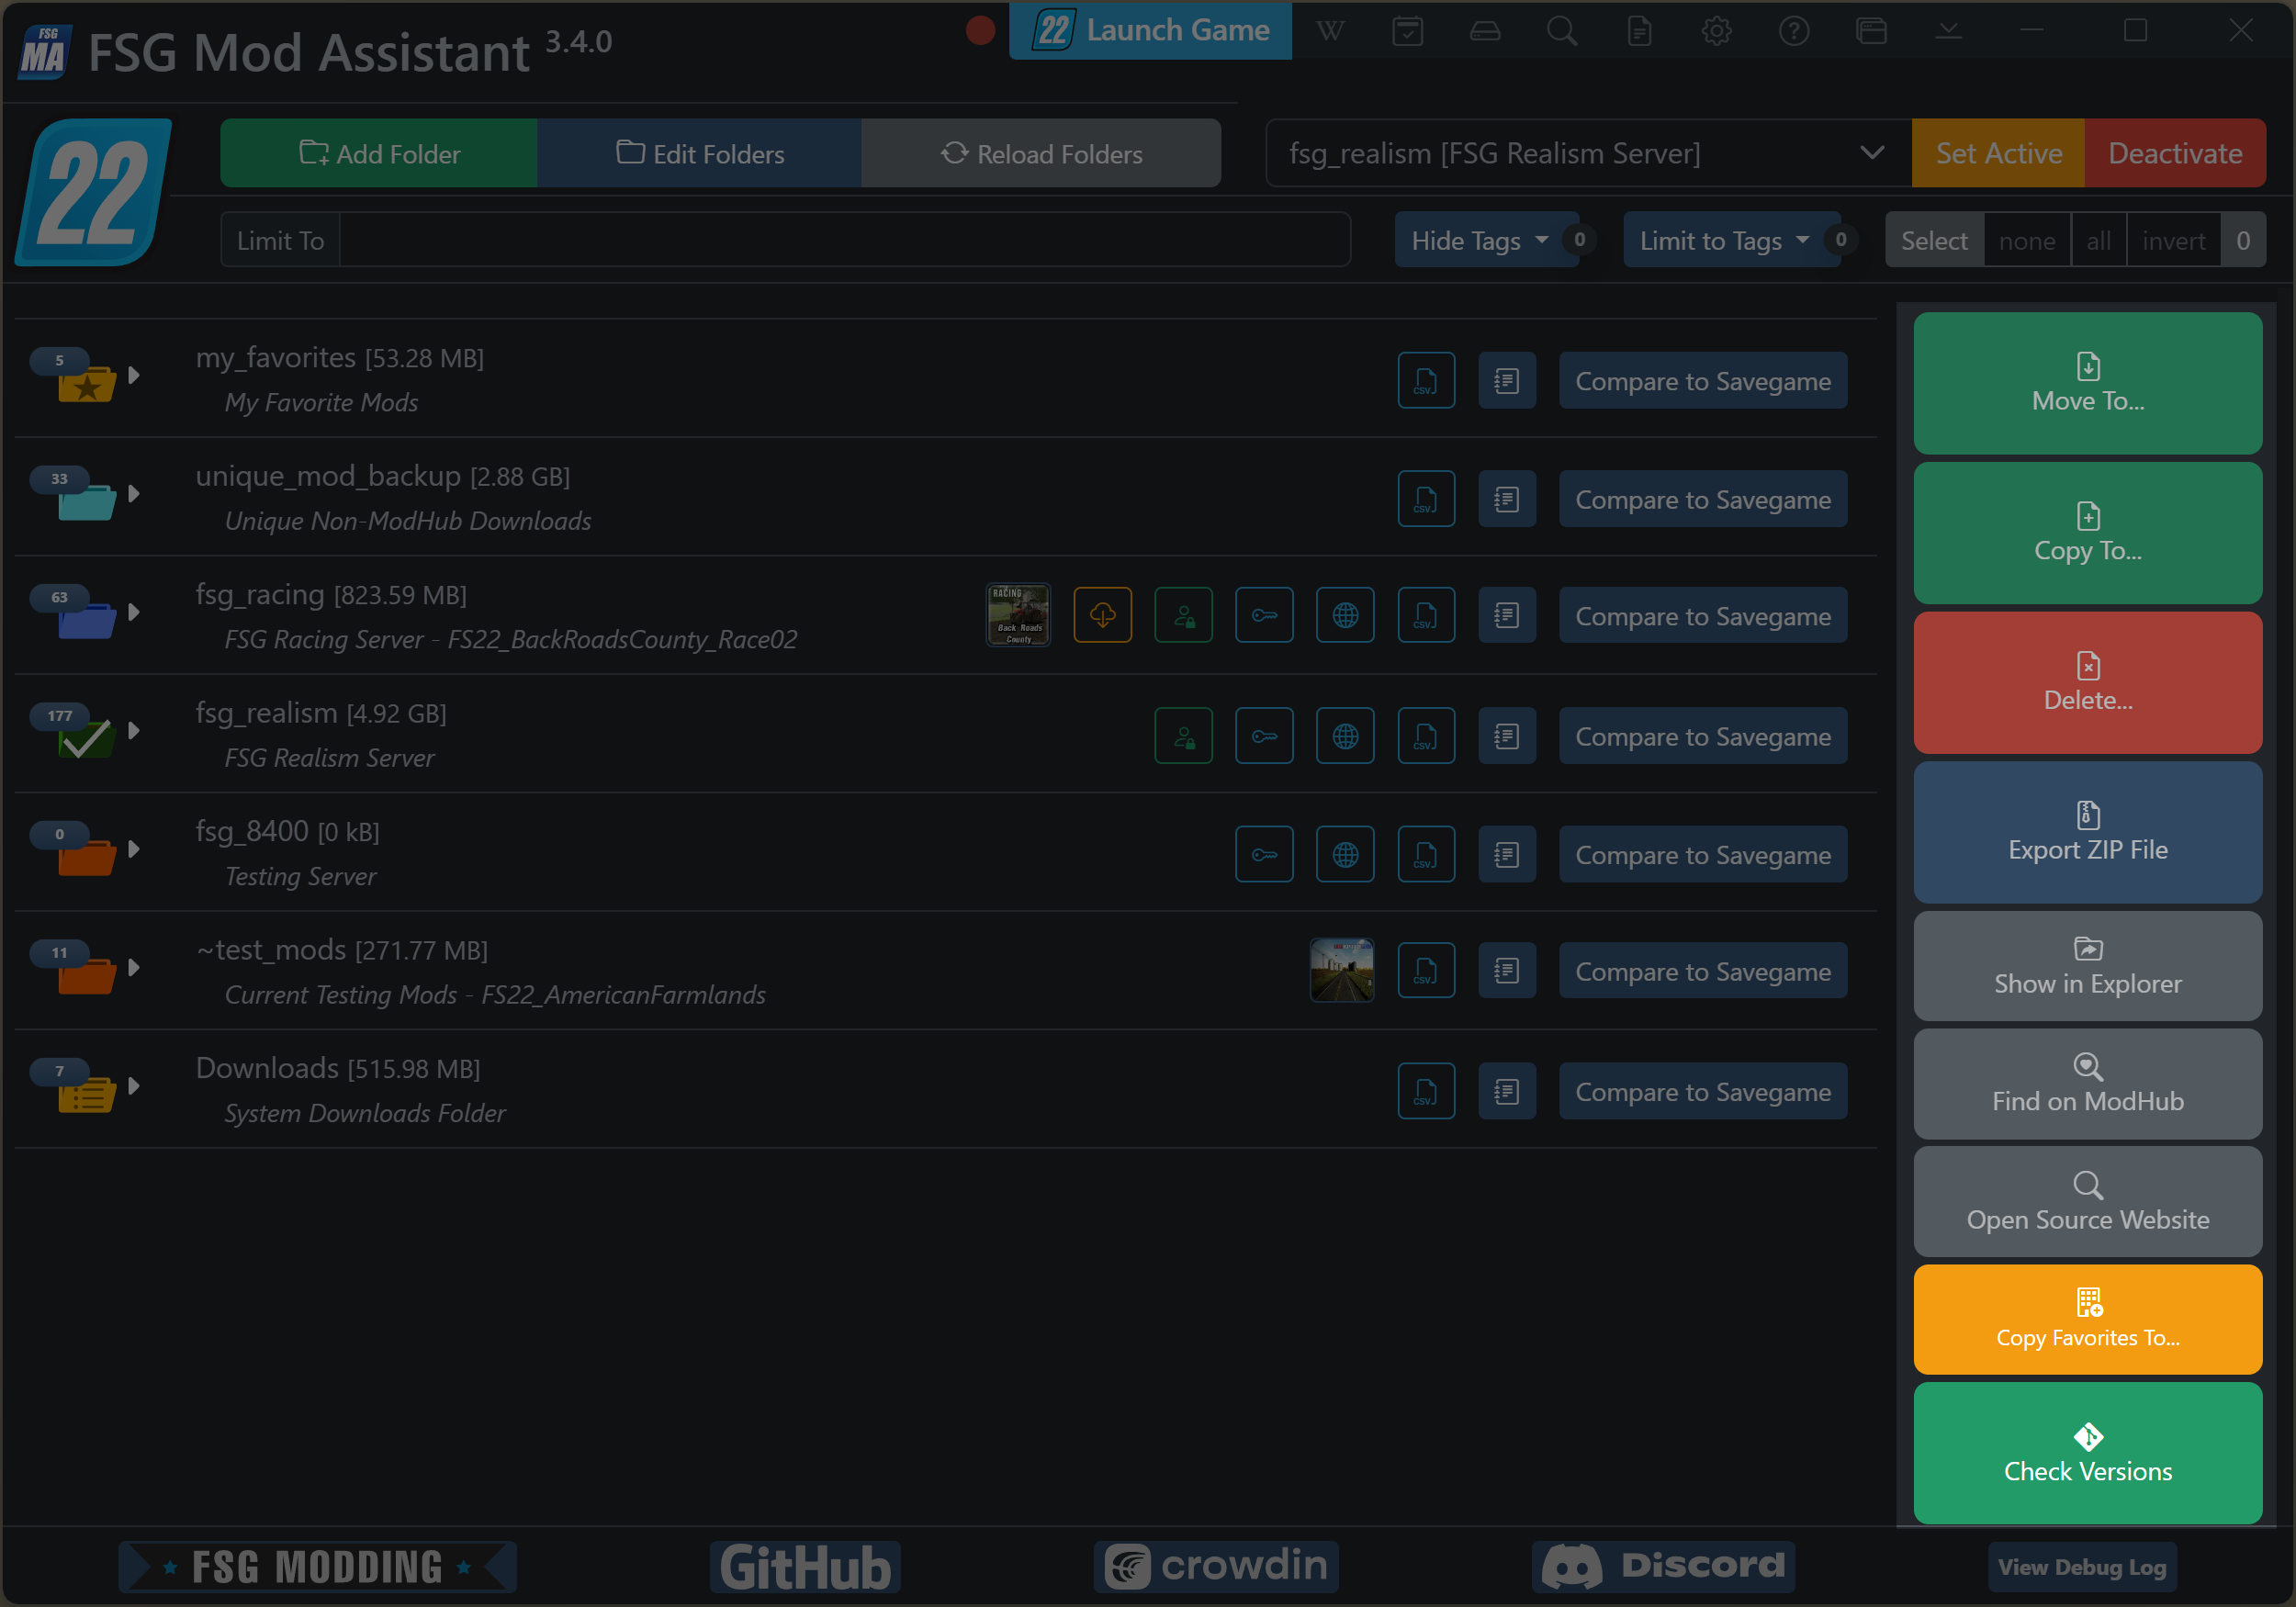 FSG
MA
FSG Mod Assistant 3.4.0
22 Launch Game
W
22
Add Folder
Edit Folders
Reload Folders
fsg_realism [FSG Realism Server]
Set Active
Deactivate
Limit To
Hide Tags 0
Limit to Tags 0
Select none all invert 0
5
my_favorites [53.28 MB]
My Favorite Mods
CSV
Compare to Savegame
33
unique_mod_backup [2.88 GB]
Unique Non-ModHub Downloads
CSV
Compare to Savegame
63
fsg_racing [823.59 MB]
FSG Racing Server - FS22_BackRoadsCounty_Race02
RACING
Back Roads
County
CSV
Compare to Savegame
177
fsg_realism [4.92 GB]
FSG Realism Server
CSV
Compare to Savegame
0
fsg_8400 [0 kB]
Testing Server
CSV
Compare to Savegame
11
~test_mods [271.77 MB]
Current Testing Mods - FS22_AmericanFarmlands
CSV
Compare to Savegame
7
Downloads [515.98 MB]
System Downloads Folder
CSV
Compare to Savegame
Move To...
Copy To...
Delete...
Export ZIP File
Show in Explorer
Find on ModHub
Open Source Website
Copy Favorites To...
Check Versions
FSG MODDING
GitHub
crowdin
Discord
View Debug Log